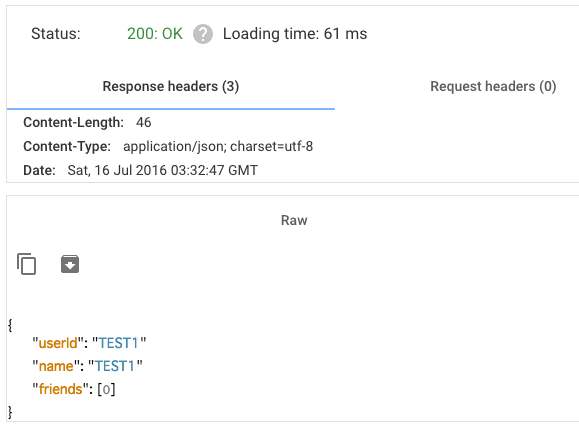 Status: 200: OK ? Loading time: 61 ms
Response headers (3) Request headers (0)
Content-Length: 46
Content-Type: application/json; charset=utf-8
Date: Sat, 16 Jul 2016 03:32:47 GMT
Raw
{
"userId": "TEST1"
"name": "TEST1"
"friends": [0]
}